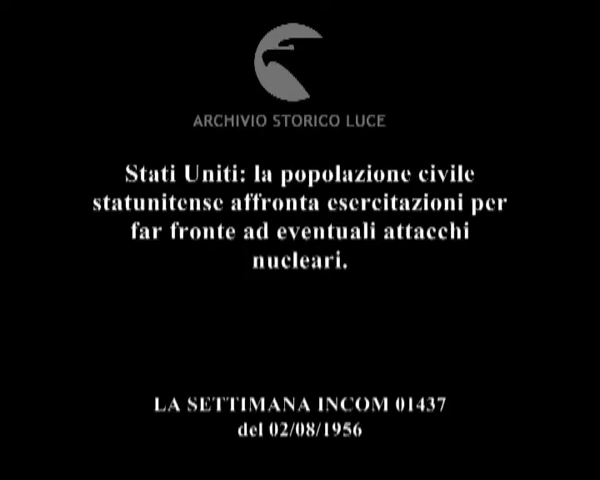 ARCHIVIO STORICO LUCE
Stati Uniti: la popolazione civile
statunitense affronta esercitazioni per
far fronte ad eventuali attacchi
nucleari.
LA SETTIMANA INCOM 01437
del 02/08/1956